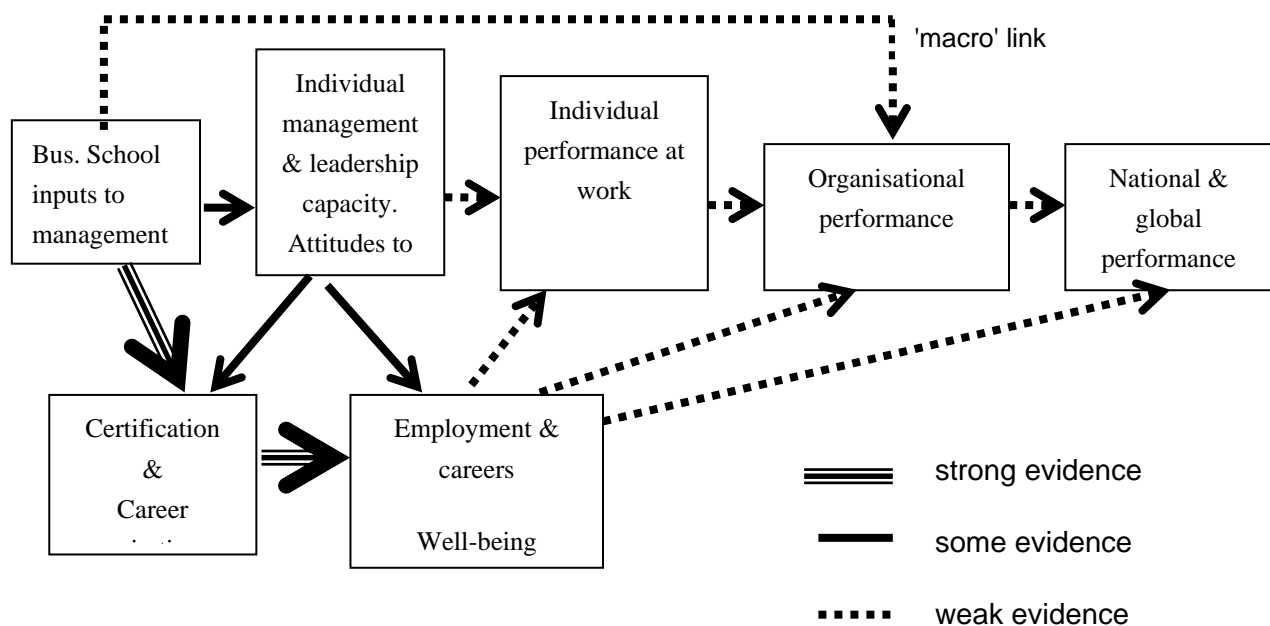 'macro' link
Bus. School
inputs to
management
Individual
management
& leadership
capacity.
Attitudes to
Individual
performance at
work
Organisational
performance
National &
global
performance
Certification
&
Career
Employment &
careers
Well-being
strong evidence
some evidence
weak evidence